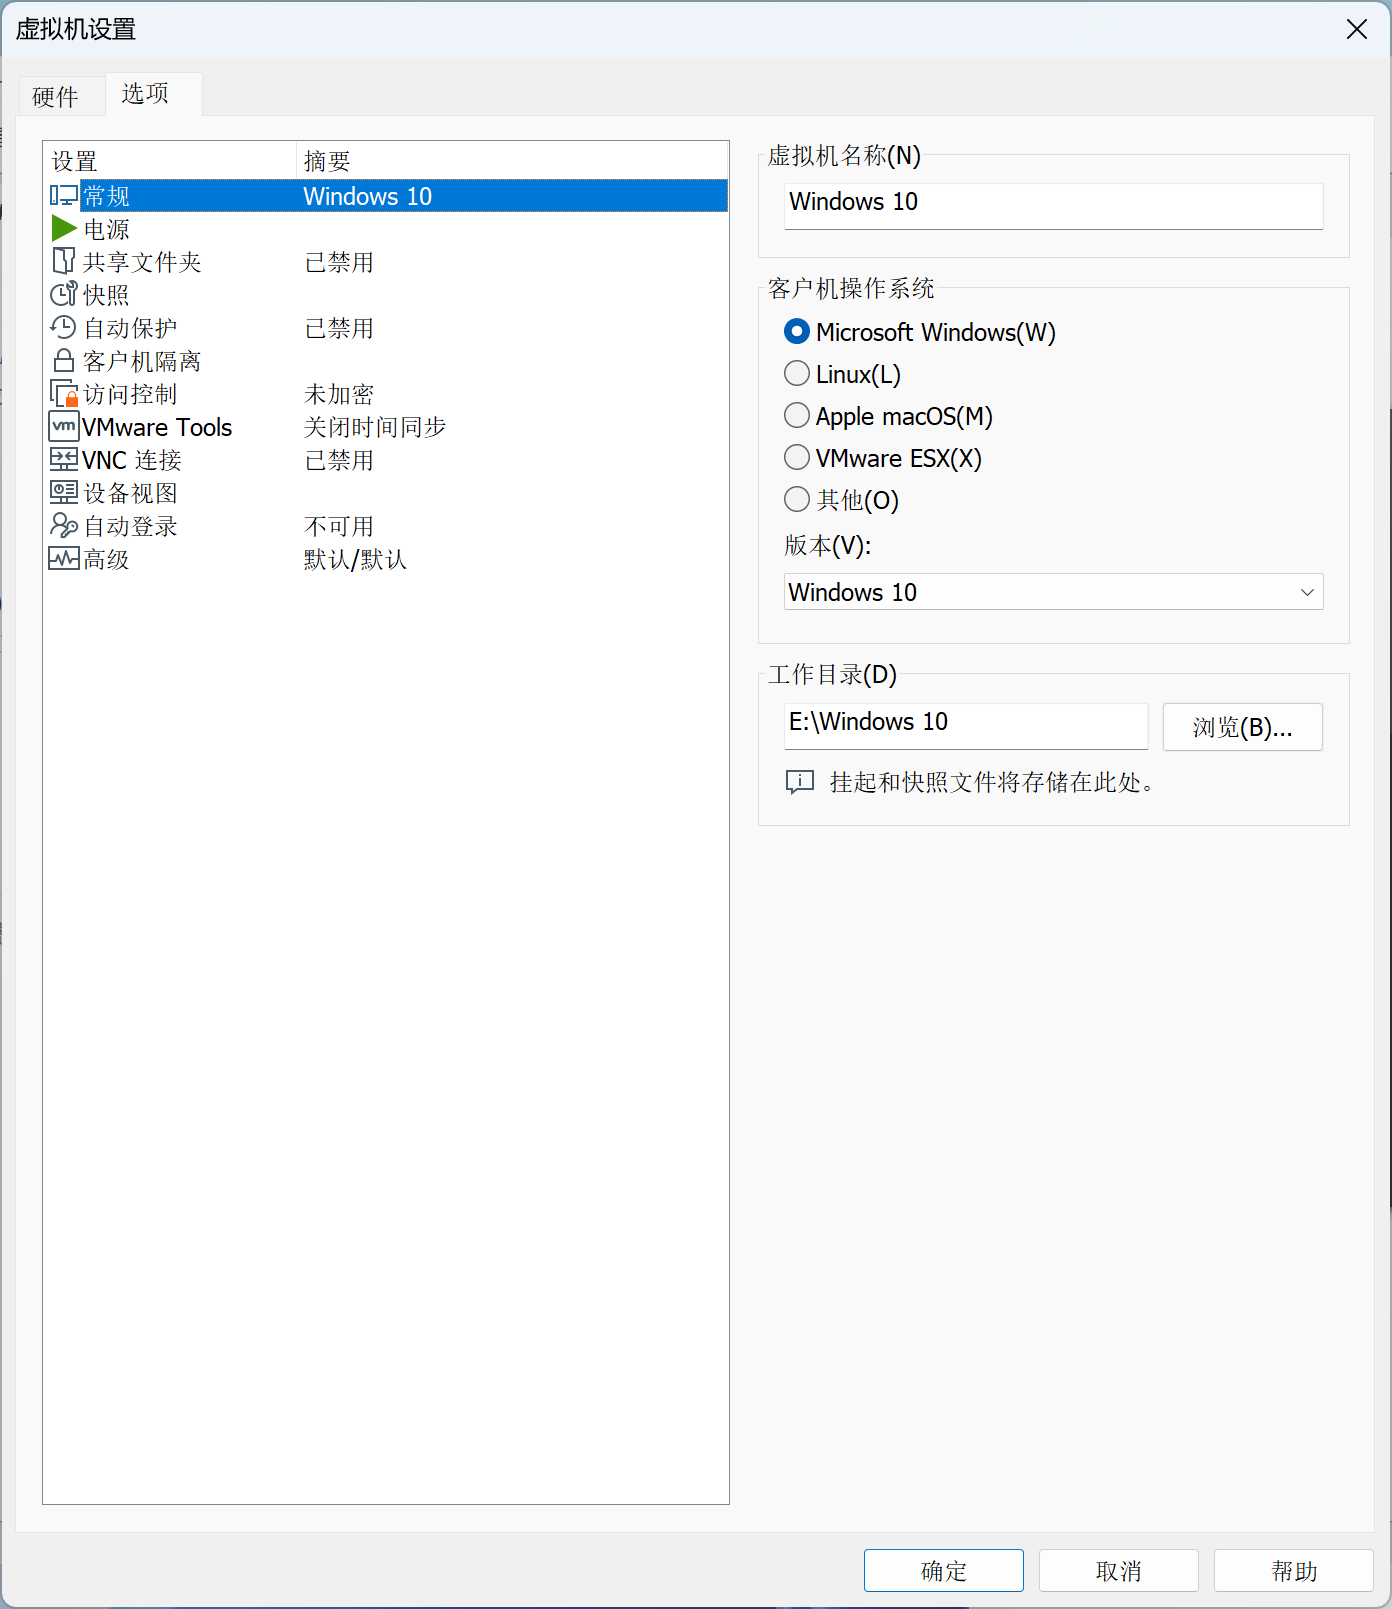 虚拟机设置
硬件 选项
设置 摘要
常规 Windows 10
电源
共享文件夹 已禁用
快照
自动保护 已禁用
客户机隔离
访问控制 未加密
vm VMware Tools 关闭时间同步
VNC 连接 已禁用
设备视图
自动登录 不可用
高级 默认/默认
虚拟机名称(N)
Windows 10
客户机操作系统
Microsoft Windows(W)
Linux(L)
Apple macOS(M)
VMware ESX(X)
其他(O)
版本(V):
Windows 10
工作目录(D)
E:\Windows 10
浏览(B)...
挂起和快照文件将存储在此处。
确定 取消 帮助